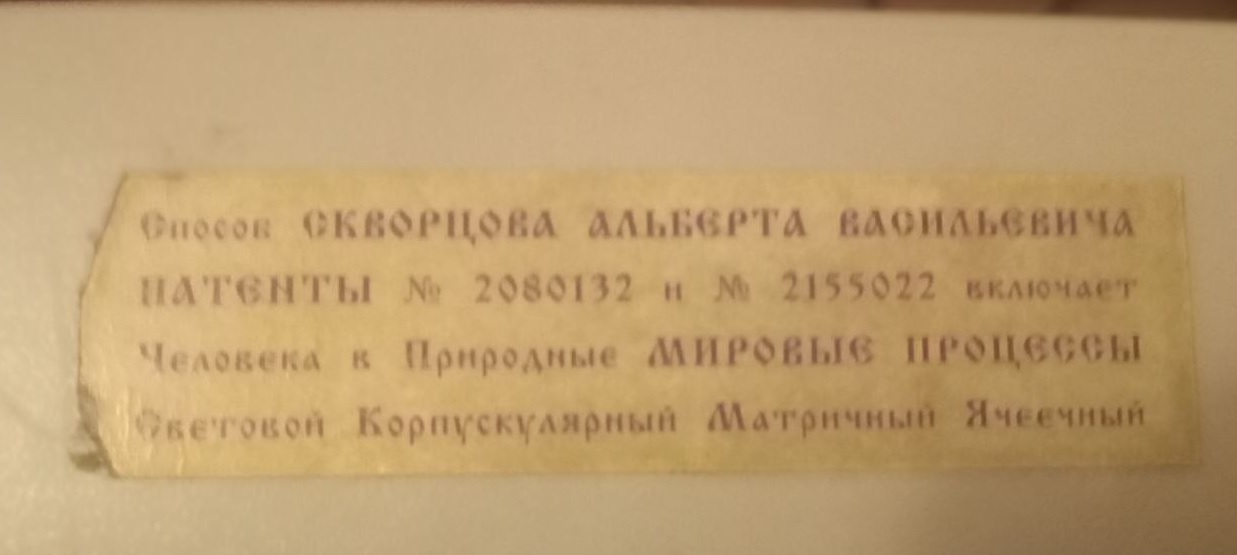 Способ СКВОРЦОВА АЛЬБЕРТА ВАСИЛЬЕВИЧА
ПАТЕНТЫ № 2080132 и № 2155022 включает
Человека в Природные МИРОВЫЕ ПРОЦЕССЫ
Световой Корпускулярный Матричный Ячеечный